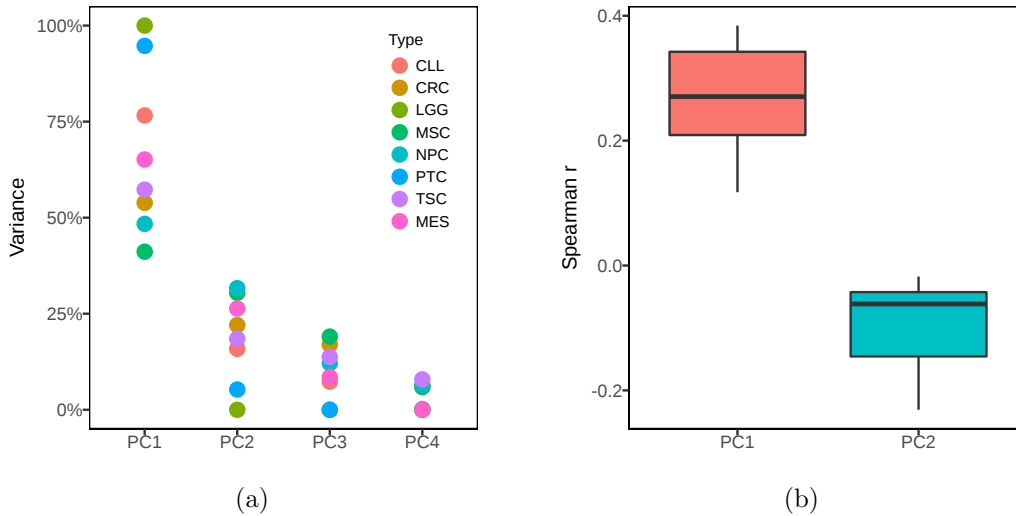 100%
75%
50%
25%
0%
Variance
PC1 PC2 PC3 PC4
Type
CLL
CRC
LGG
MSC
NPC
PTC
TSC
MES
(a)
0.4
0.2
0.0
-0.2
Spearman r
PC1 PC2
(b)